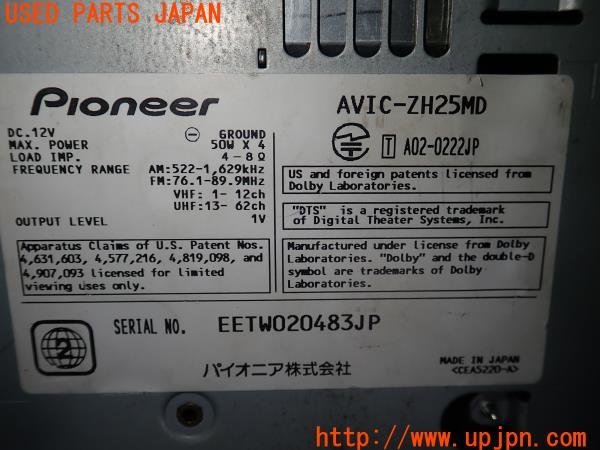 UPJ
USED PARTS JAPAN
Pioneer
AVIC-ZH25MD
DC.12V
⊖ GROUND
MAX. POWER 50W X 4
LOAD IMP. 4-8Ω
FREQUENCY RANGE AM:522-1,629kHz
FM:76.1-89.9MHz
VHF: 1- 12ch
UHF:13- 62ch
OUTPUT LEVEL 1V
T A02-0222JP
US and foreign patents licensed from
Dolby Laboratories.
"DTS" is a registered trademark
of Digital Theater Systems, Inc.
Apparatus Claims of U.S. Patent Nos.
4,631,603, 4,577,216, 4,819,098, and
4,907,093 licensed for limited
viewing uses only.
Manufactured under license from Dolby
Laboratories. "Dolby" and the double-D
symbol are trademarks of Dolby
Laboratories.
2
SERIAL NO. EETW020483JP
パイオニア株式会社
MADE IN JAPAN
<CEA5220-A>
UPJ http://www.upjpn.com